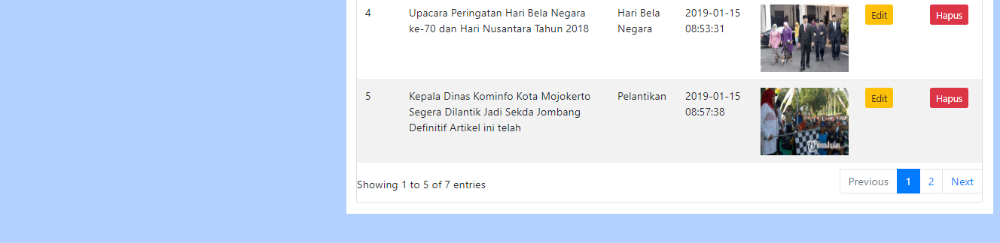 4 Upacara Peringatan Hari Bela Negara Hari Bela 2019-01-15 Edit Hapus
ke-70 dan Hari Nusantara Tahun 2018 Negara 08:53:31
5 Kepala Dinas Kominfo Kota Mojokerto Pelantikan 2019-01-15 Edit Hapus
Segera Dilantik Jadi Sekda Jombang 08:57:38
Definitif Artikel ini telah
Showing 1 to 5 of 7 entries Previous 1 2 Next